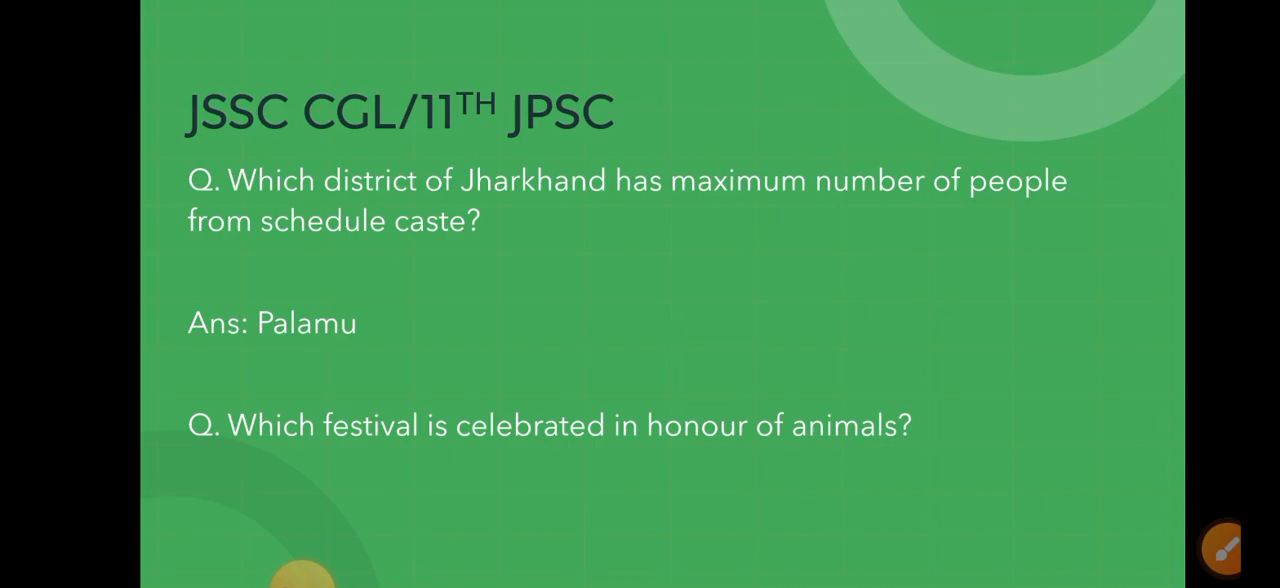 JSSC CGL/11TH JPSC
Q. Which district of Jharkhand has maximum number of people
from schedule caste?
Ans: Palamu
Q. Which festival is celebrated in honour of animals?